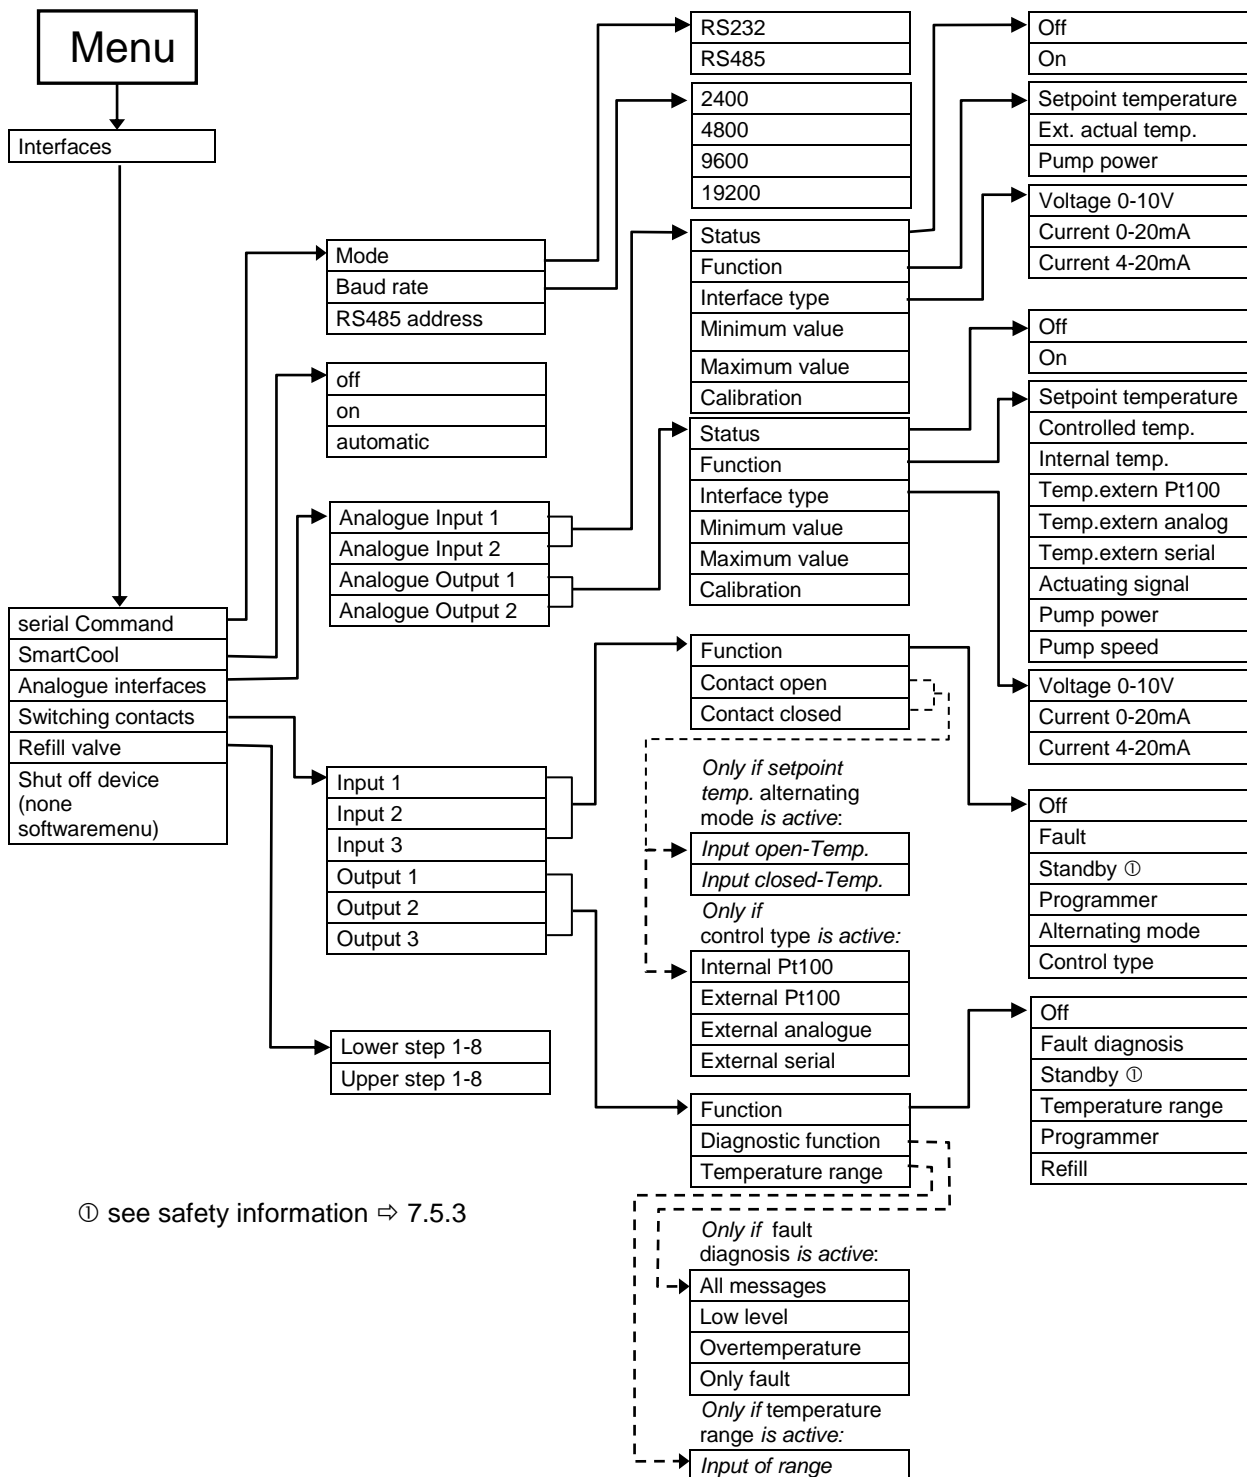 Menu
Interfaces
serial Command
SmartCool
Analogue interfaces
Switching contacts
Refill valve
Shut off device
(none
softwaremenu)
Mode
Baud rate
RS485 address
off
on
automatic
Analogue Input 1
Analogue Input 2
Analogue Output 1
Analogue Output 2
Input 1
Input 2
Input 3
Output 1
Output 2
Output 3
Lower step 1-8
Upper step 1-8
RS232
RS485
2400
4800
9600
19200
Status
Function
Interface type
Minimum value
Maximum value
Calibration
Status
Function
Interface type
Minimum value
Maximum value
Calibration
Function
Contact open
Contact closed
Only if setpoint
temp. alternating
mode is active:
Input open-Temp.
Input closed-Temp.
Only if
control type is active:
Internal Pt100
External Pt100
External analogue
External serial
Function
Diagnostic function
Temperature range
Only if fault
diagnosis is active:
All messages
Low level
Overtemperature
Only fault
Only if temperature
range is active:
Input of range
Off
On
Setpoint temperature
Ext. actual temp.
Pump power
Voltage 0-10V
Current 0-20mA
Current 4-20mA
Off
On
Setpoint temperature
Controlled temp.
Internal temp.
Temp.extern Pt100
Temp.extern analog
Temp.extern serial
Actuating signal
Pump power
Pump speed
Voltage 0-10V
Current 0-20mA
Current 4-20mA
Off
Fault
Standby ①
Programmer
Alternating mode
Control type
Off
Fault diagnosis
Standby ①
Temperature range
Programmer
Refill
① see safety information ⇨ 7.5.3